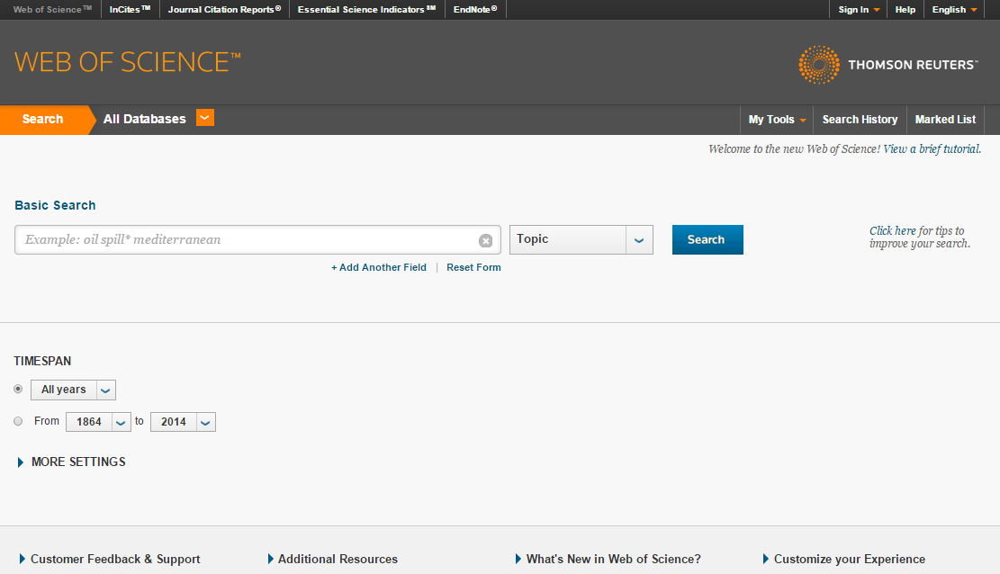 Web of Science™ InCites™ Journal Citation Reports® Essential Science Indicators℠ EndNote® Sign In Help English
WEB OF SCIENCE™
THOMSON REUTERS™
Search All Databases My Tools Search History Marked List
Welcome to the new Web of Science! View a brief tutorial.
Basic Search
Example: oil spill* mediterranean Topic Search
Click here for tips to
improve your search.
+ Add Another Field | Reset Form
TIMESPAN
All years
From 1864 to 2014
MORE SETTINGS
Customer Feedback & Support Additional Resources What's New in Web of Science? Customize your Experience